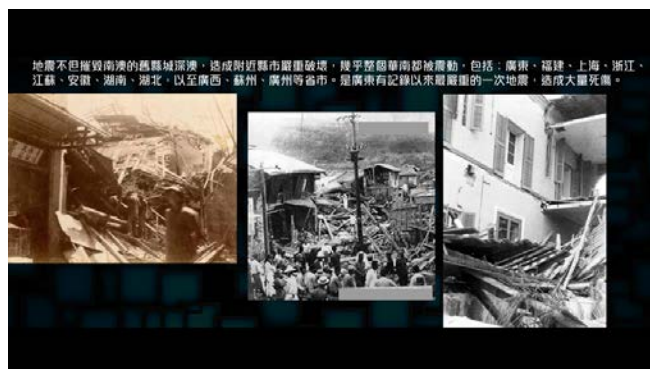 地震不但摧毀南澳的舊縣城深澳，造成附近縣市嚴重破壞，幾乎整個華南都被震動，包括：廣東、福建、上海、浙江、
江蘇、安徽、湖南、湖北，以至廣西、蘇州、廣州等省市。是廣東有記錄以來最嚴重的一次地震，造成大量死傷。